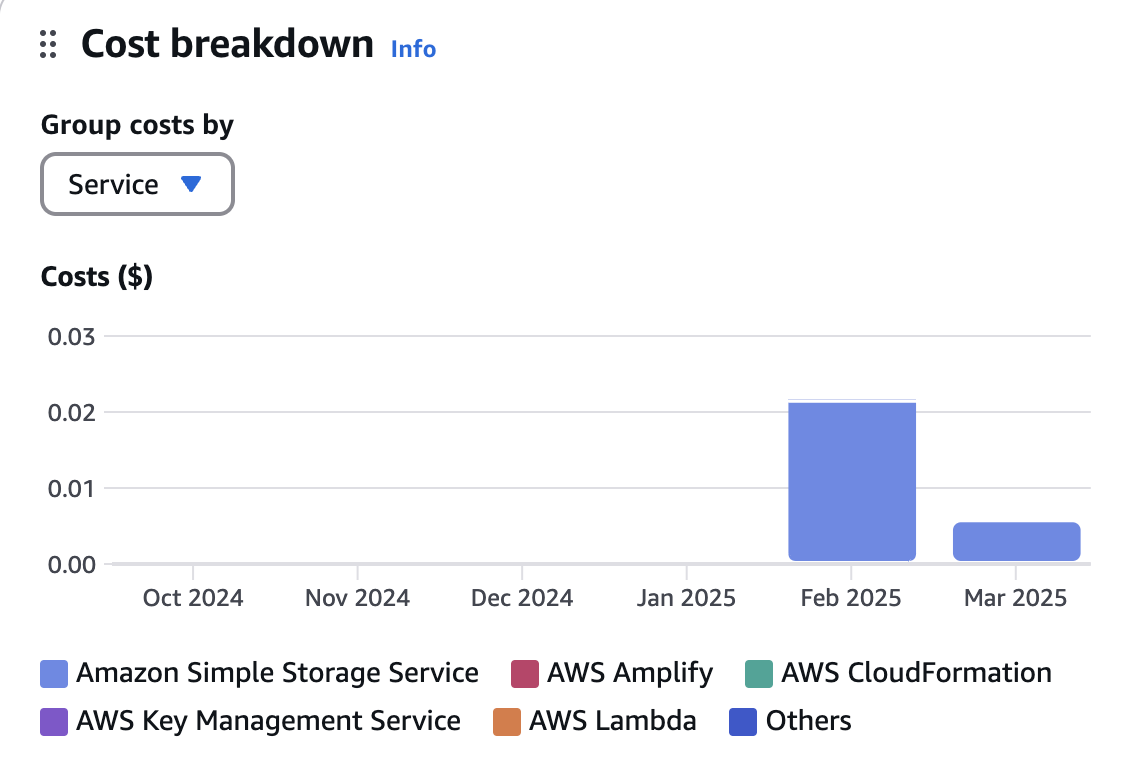 Cost breakdown Info
Group costs by
Service
Costs ($)
0.03
0.02
0.01
0.00
Oct 2024 Nov 2024 Dec 2024 Jan 2025 Feb 2025 Mar 2025
Amazon Simple Storage Service AWS Amplify AWS CloudFormation
AWS Key Management Service AWS Lambda Others